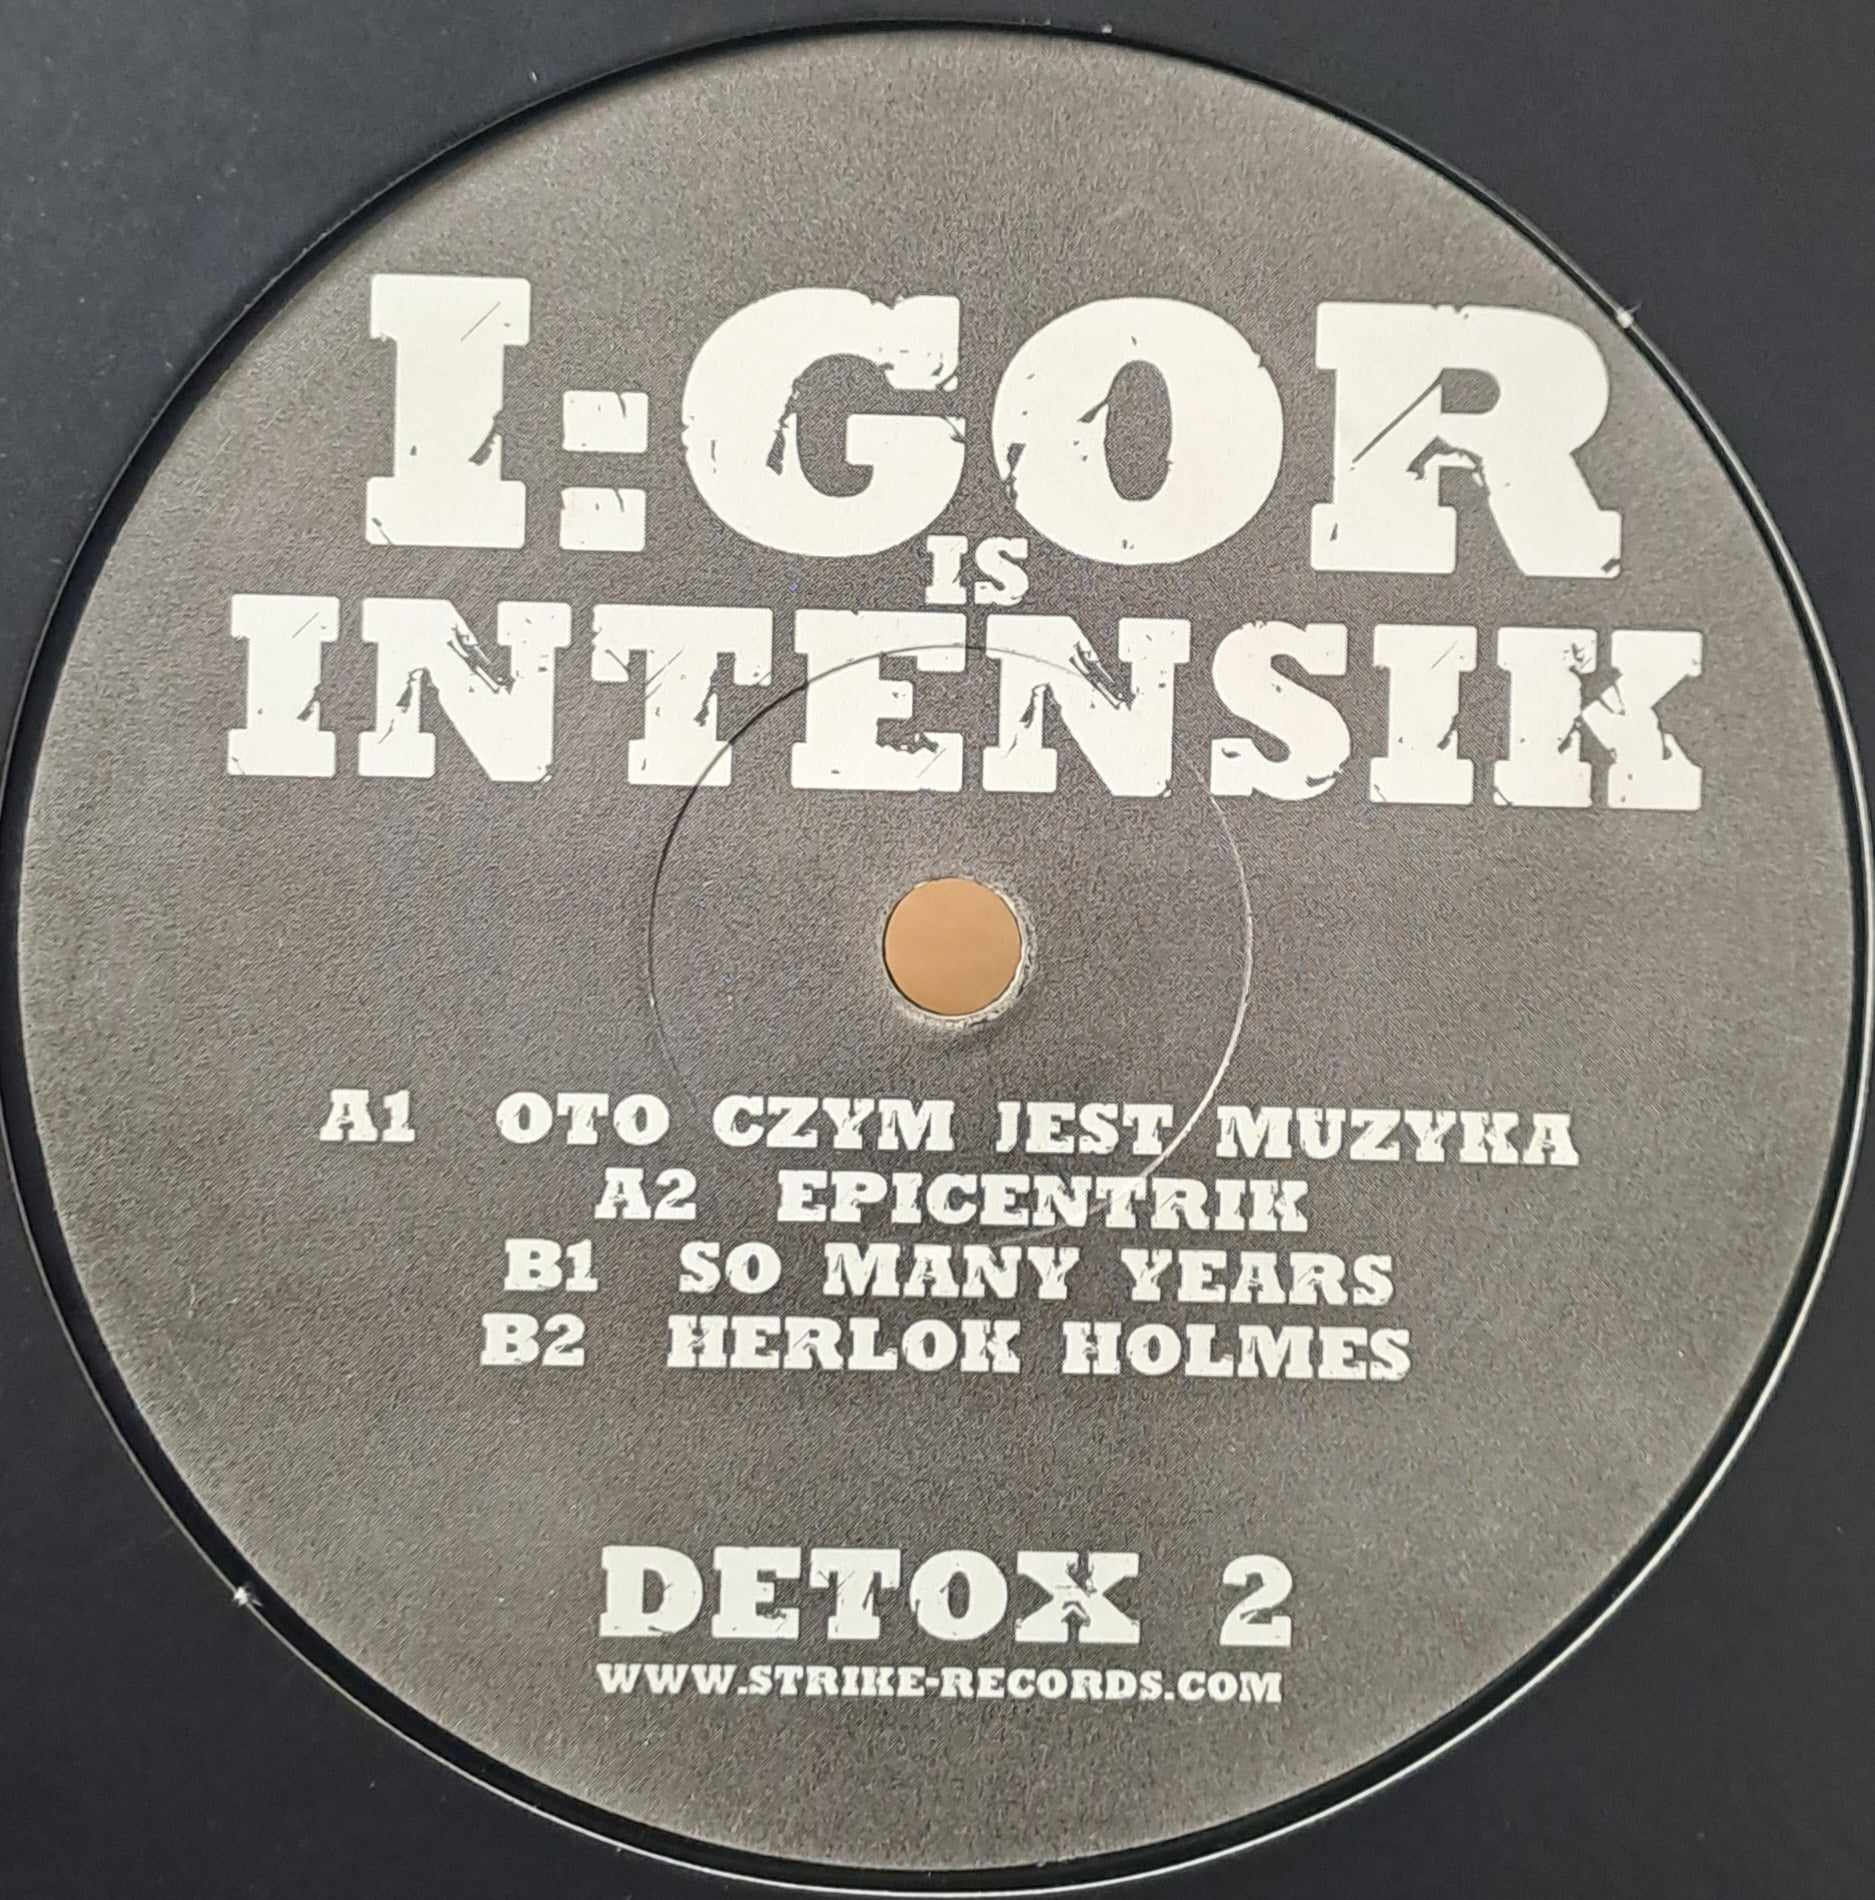 I:GOR
IS
INTENSIK
A1 OTO CZYM JEST MUZYKA
A2 EPICENTRIK
B1 SO MANY YEARS
B2 HERLOK HOLMES
DETOX 2
WWW.STRIKE-RECORDS.COM